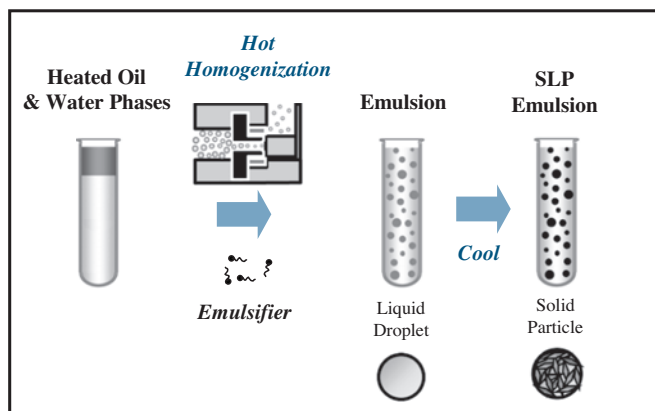 Hot
Homogenization
Heated Oil
& Water Phases
Emulsion
SLP
Emulsion
Emulsifier
Cool
Liquid
Droplet
Solid
Particle